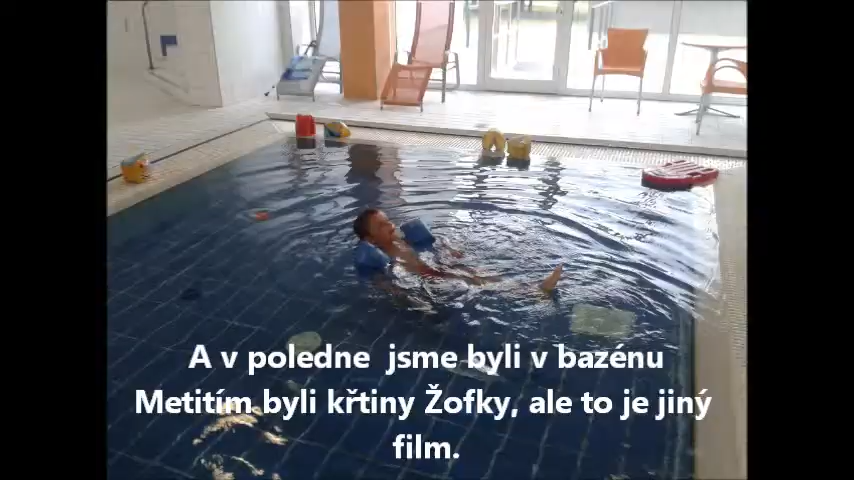 A v poledne  jsme byli v bazénu
Metitím byli křtiny Žofky, ale to je jiný
film.